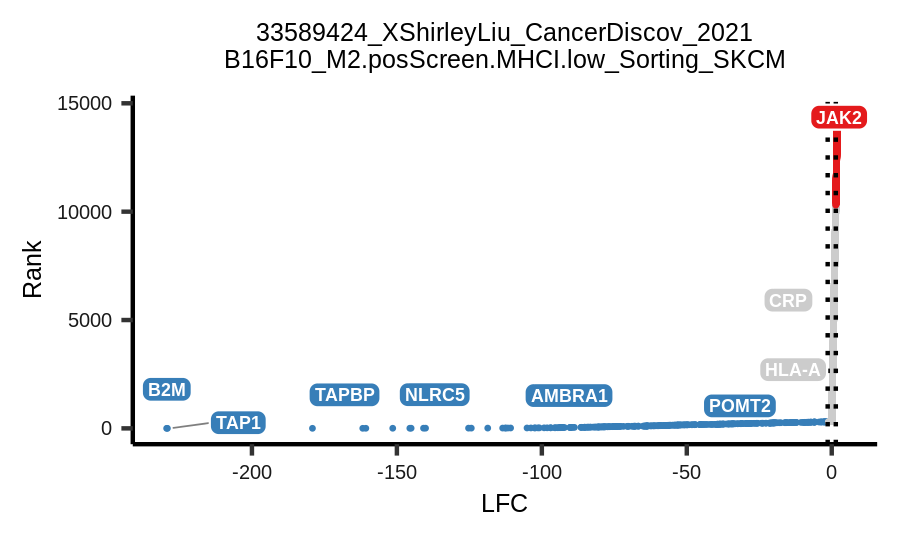 33589424_XShirleyLiu_CancerDiscov_2021
B16F10_M2.posScreen.MHCI.low_Sorting_SKCM
15000
JAK2
10000
Rank
CRP
5000
HLA-A
B2M
TAPBP
NLRC5
AMBRA1
POMT2
TAP1
0
-200
-150
-100
-50
0
LFC